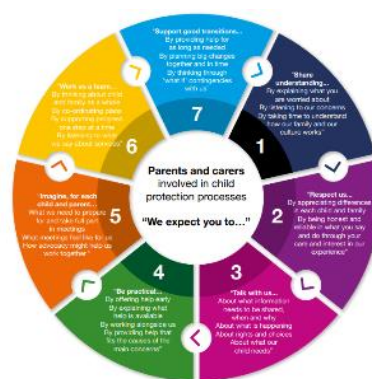 Parents and carers
involved in child
protection processes
"We expect you to..."
1
"Share
understanding...
By explaining what you
are worried about
By listening to our concerns
By taking time to understand
how our family and our
culture works"
2
"Respect us...
By appreciating differences
in each child and family
By being honest and
reliable in what you say
and do through your
care and interest in our
experience"
3
"Talk with us...
About what information
needs to be shared,
when and why
About what is happening
About rights and choices
About what our
child needs"
4
"Be practical...
By offering help early
By explaining what
help is available
By working alongside us
By providing help that
fits the causes of the
main concerns"
5
"Imagine, for each
child and parent...
What we need to prepare
for and take full part
in meetings
What meetings feel like for us
How advocacy might help us
work together"
6
"Work as a team...
By thinking about child
and family as a whole
By co-ordinating plans
By supporting
one step at a time
By listening to what
we say about services"
7
"Support good transitions...
By providing help for
as long as needed
By planning big changes
together and in time
By thinking through
"what if" contingencies
with us"